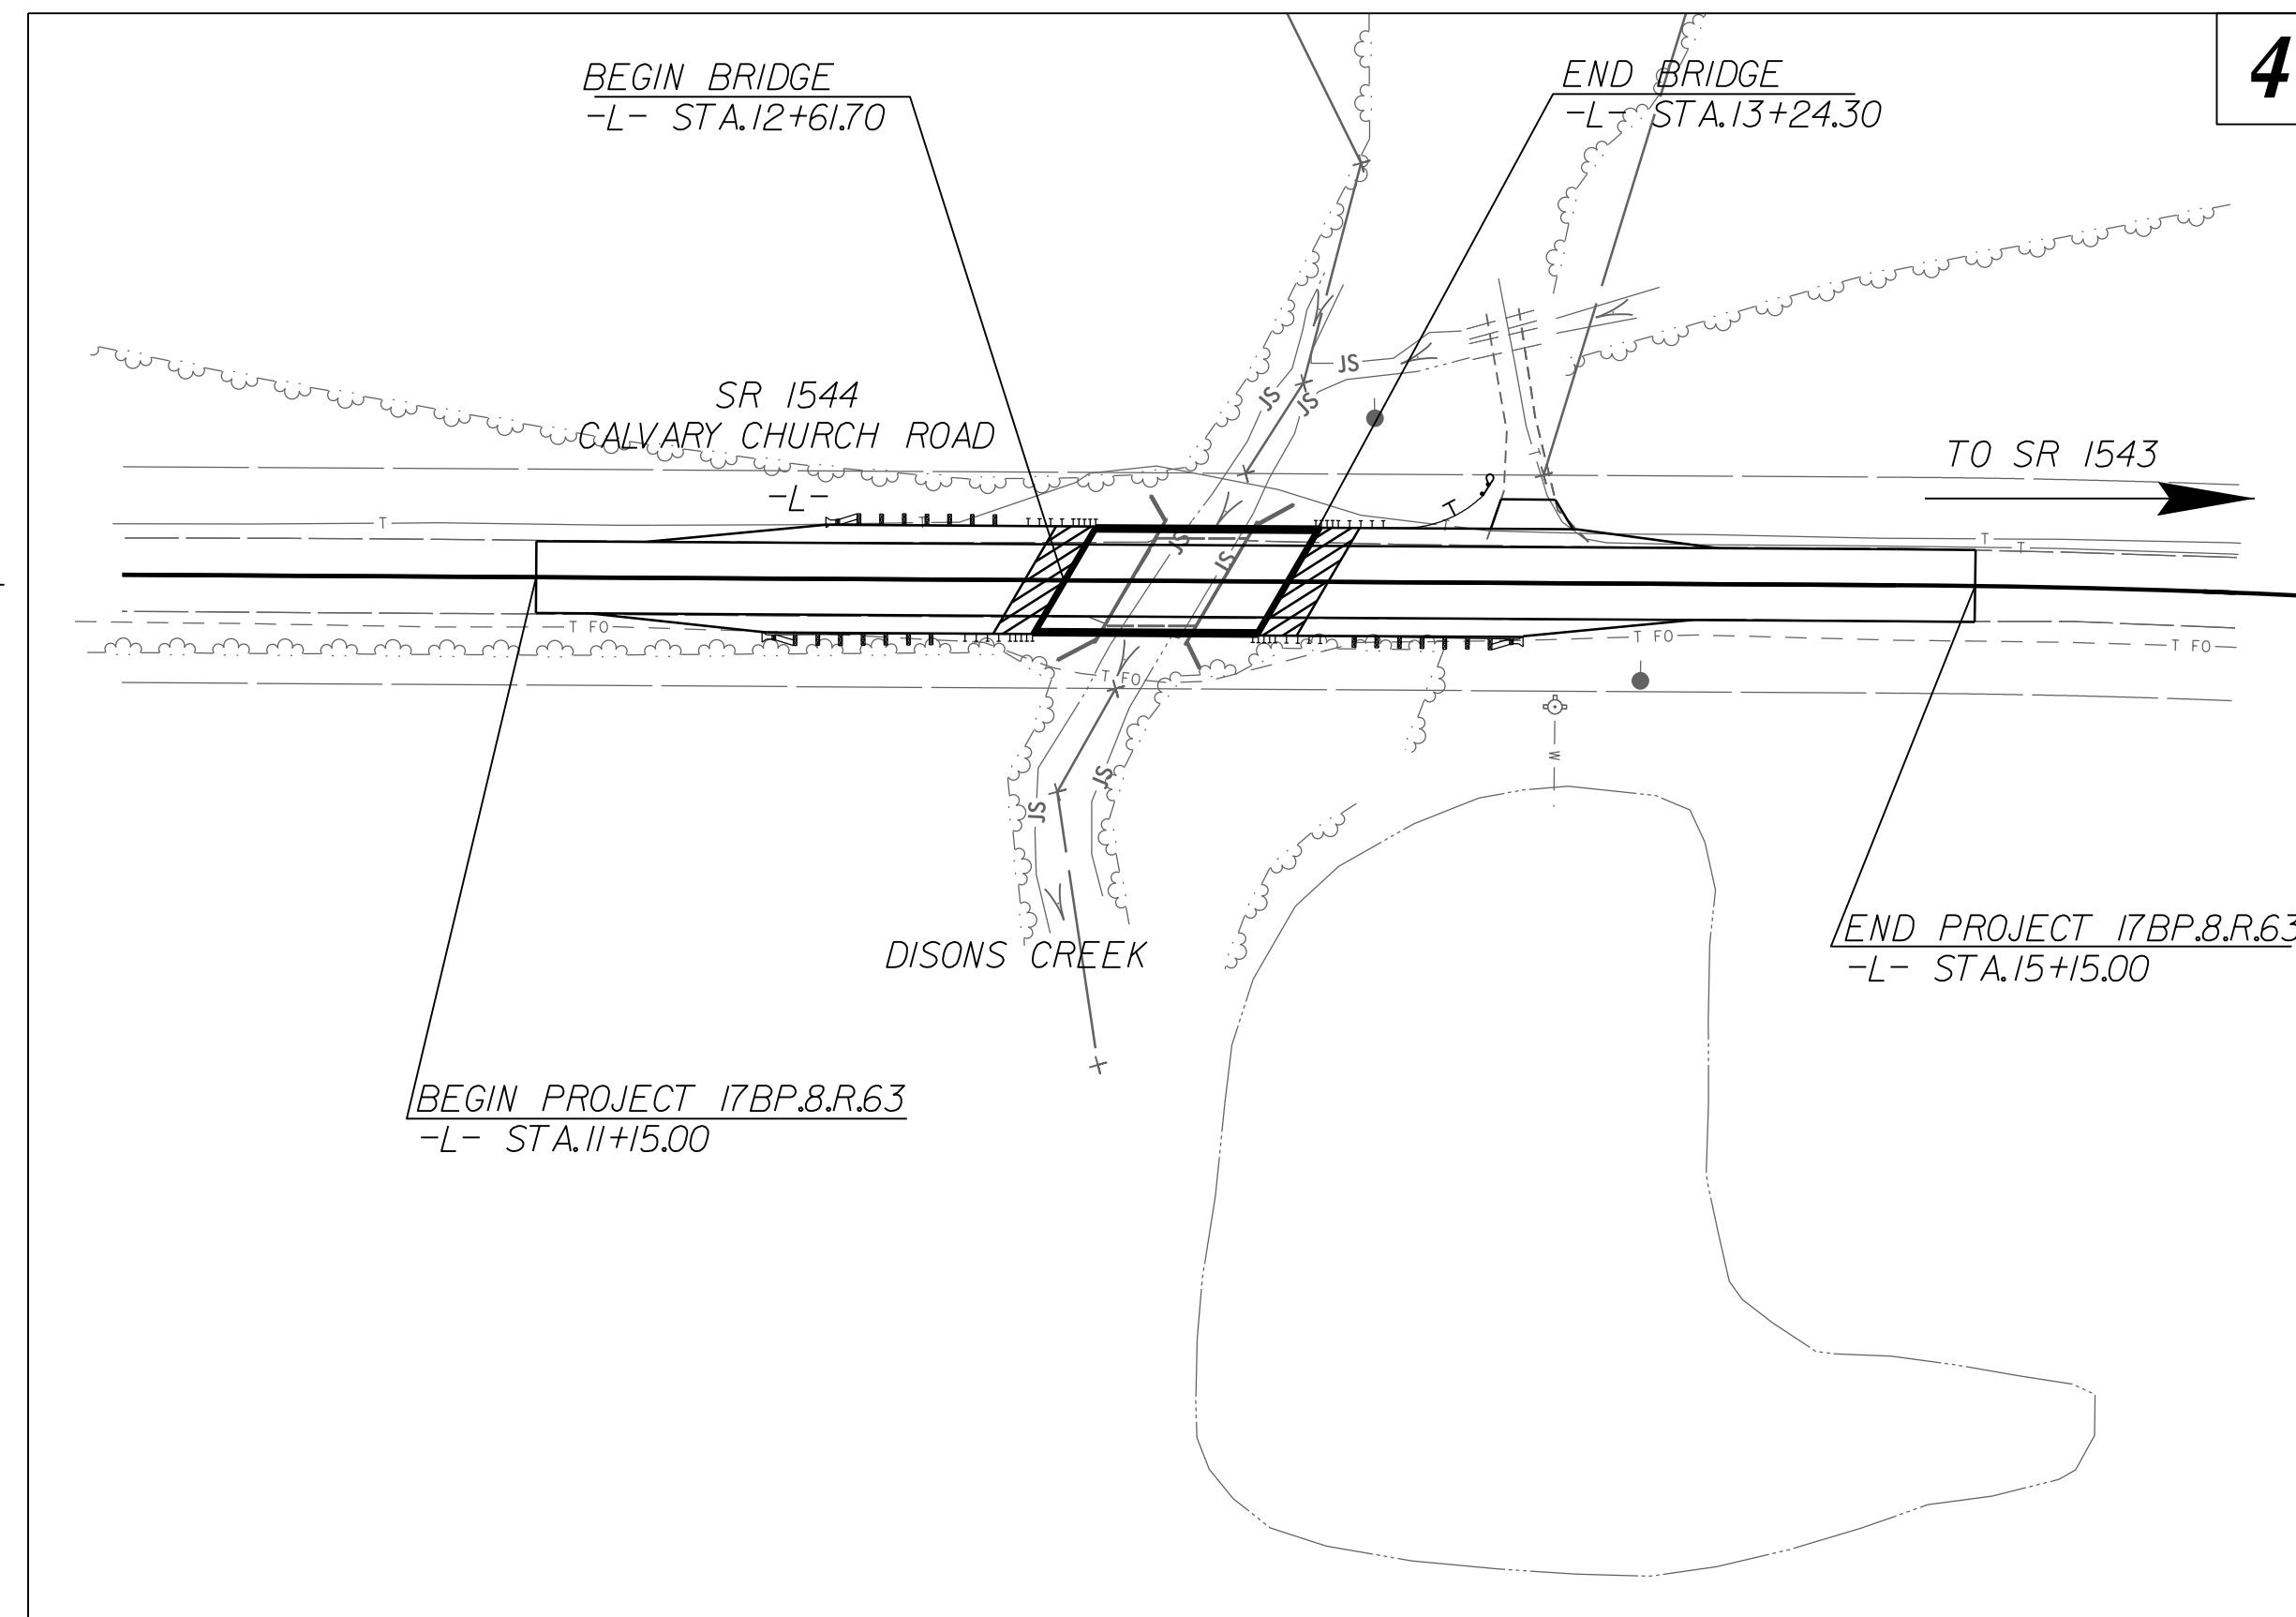 4
BEGIN BRIDGE
-L- STA.12+61.70
END BRIDGE
-L- STA.13+24.30
SR 1544
CALVARY CHURCH ROAD
-L-
TO SR 1543
JS
JS
JS
JS
JS
T
T
T
T
T
T
T
T FO
T FO
T FO
T FO
W
JS
JS
DISONS CREEK
END PROJECT 17BP.8.R.63
-L- STA.15+15.00
BEGIN PROJECT 17BP.8.R.63
-L- STA.11+15.00